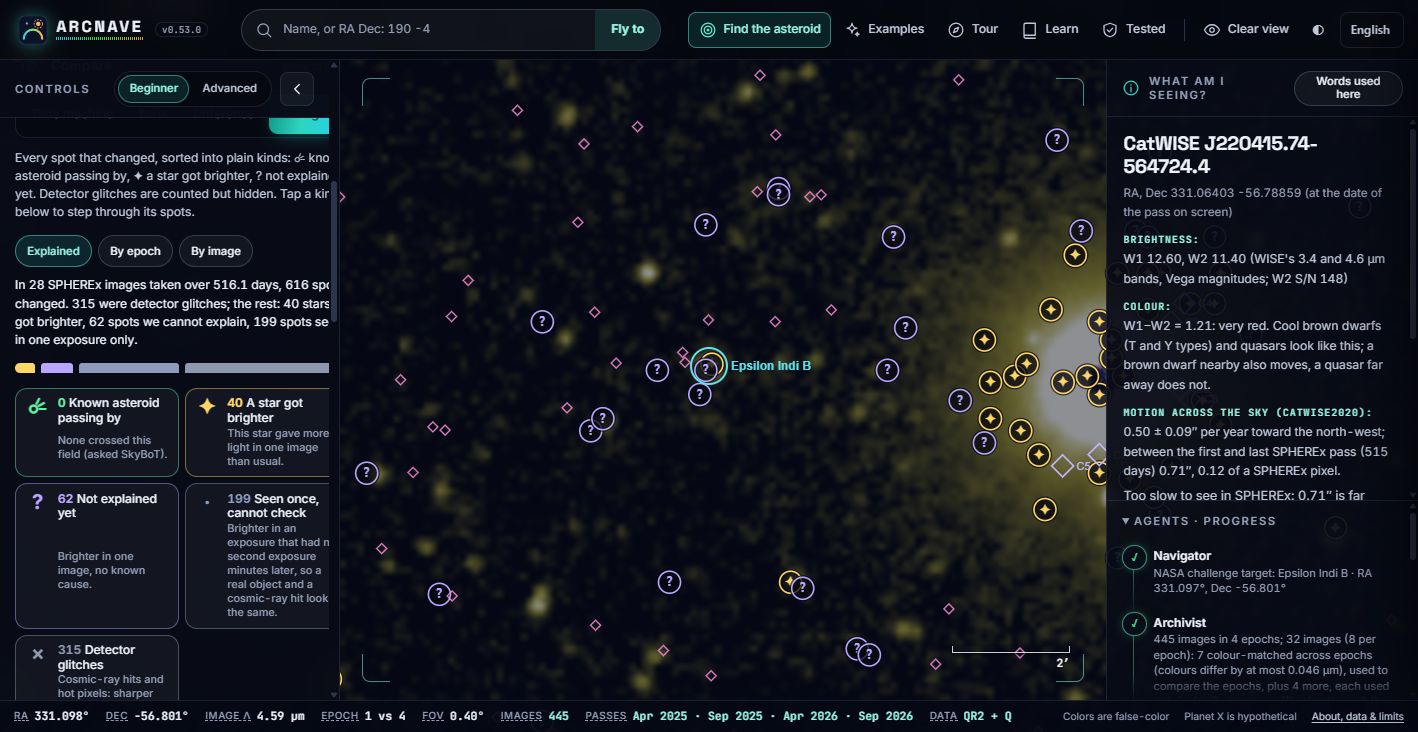 ARCNAVE
v0.53.0
Name, or RA Dec: 190 -4
Fly to
Find the asteroid
Examples
Tour
Learn
Tested
Clear view
English
CONTROLS
Beginner
Advanced
Every spot that changed, sorted into plain kinds:
asteroid passing by, ✦ a star got brighter, ?
yet. Detector glitches are counted but hidden. Tap a
below to step through its spots.
Explained
By epoch
By image
In 28 SPHEREx images taken over 516.1 days, 616
changed. 315 were detector glitches; the rest: 40
got brighter, 62 spots we cannot explain, 199 spots
in one exposure only.
0 Known asteroid
passing by
None crossed this
field (asked SkyBoT).
40 A star got
brighter
This star gave more
light in one image
than usual.
? 62 Not explained
yet
Brighter in one
image, no known
cause.
199 Seen once,
cannot check
Brighter in an
exposure that had
second exposure
minutes later, so a
real object and a
cosmic-ray hit look
the same.
315 Detector
glitches
Cosmic-ray hits and
hot pixels: sharper
Epsilon Indi B
2′
WHAT AM I
SEEING?
Words used
here
CatWISE J220415.74-
564724.4
RA, Dec 331.06403 -56.78859 (at the date of
the pass on screen)
BRIGHTNESS:
W1 12.60, W2 11.40 (WISE's 3.4 and 4.6 µm
bands, Vega magnitudes; W2 S/N 148)
COLOUR:
W1−W2 = 1.21: very red. Cool brown dwarfs
(T and Y types) and quasars look like this; a
brown dwarf nearby also moves, a quasar far
away does not.
MOTION ACROSS THE SKY (CATWISE2020):
0.50 ± 0.09″ per year toward the north-west;
between the first and last SPHEREx pass (515
days) 0.71″, 0.12 of a SPHEREx pixel.
Too slow to see in SPHEREx: 0.71″ is far
▾ AGENTS · PROGRESS
Navigator
NASA challenge target: Epsilon Indi B · RA
331.097°, Dec -56.801°
Archivist
445 images in 4 epochs; 32 images (8 per
epoch): 7 colour-matched across epochs
(colours differ by at most 0.046 µm), used to
compare the epochs, plus 4 more, each used
RA 331.098° DEC -56.801° IMAGE Λ 4.59 µm EPOCH 1 vs 4 FOV 0.40° IMAGES 445 PASSES Apr 2025 · Sep 2025 · Apr 2026 · Sep 2026 DATA QR2 + Q
Colors are false-color Planet X is hypothetical About, data & limits